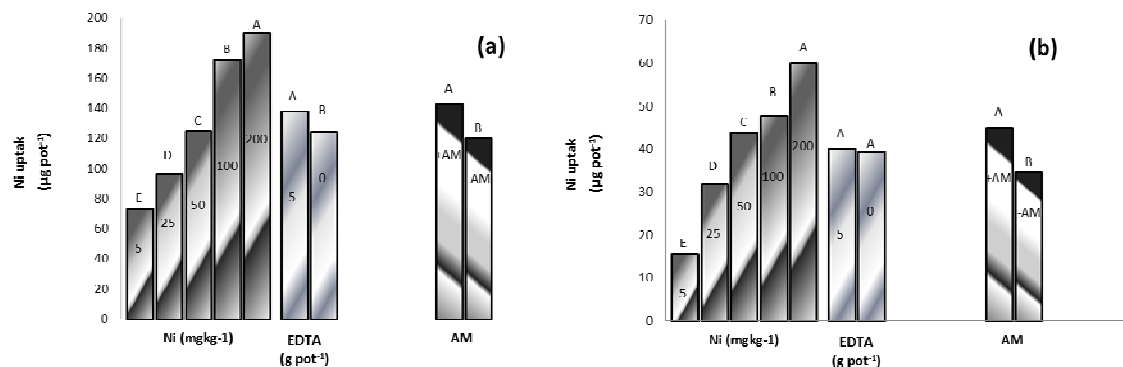 (a)
Ni uptak
(µg pot-1)
200
180
160
140
120
100
80
60
40
20
0
E
D
C
B
A
A
B
A
B
5
25
50
100
200
5
0
+AM
-AM
Ni (mgkg-1)
EDTA
(g pot-1)
AM
(b)
Ni uptak
(µg pot-1)
70
60
50
40
30
20
10
0
E
D
C
B
A
A
A
A
B
5
25
50
100
200
5
0
+AM
-AM
Ni (mgkg-1)
EDTA
(g pot-1)
AM